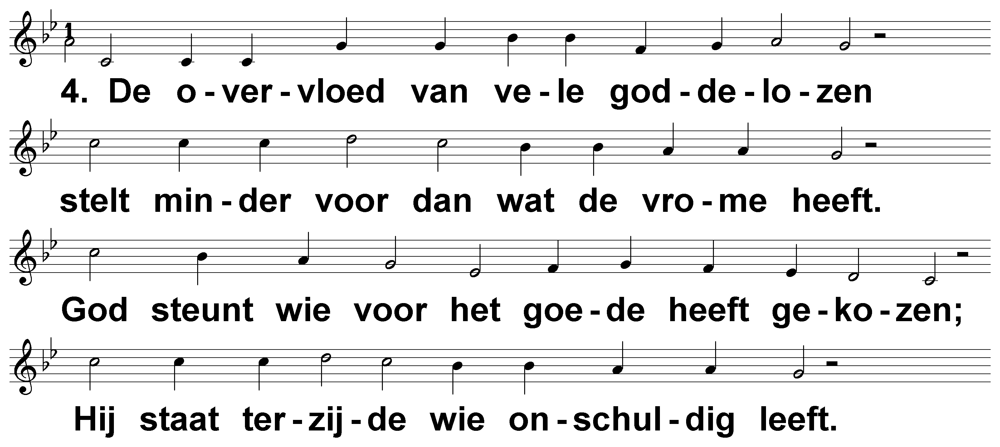 1
4. De o - ver - vloed van ve - le god - de - lo - zen
stelt min - der voor dan wat de vro - me heeft.
God steunt wie voor het goe - de heeft ge - ko - zen;
Hij staat ter - zij - de wie on - schul - dig leeft.